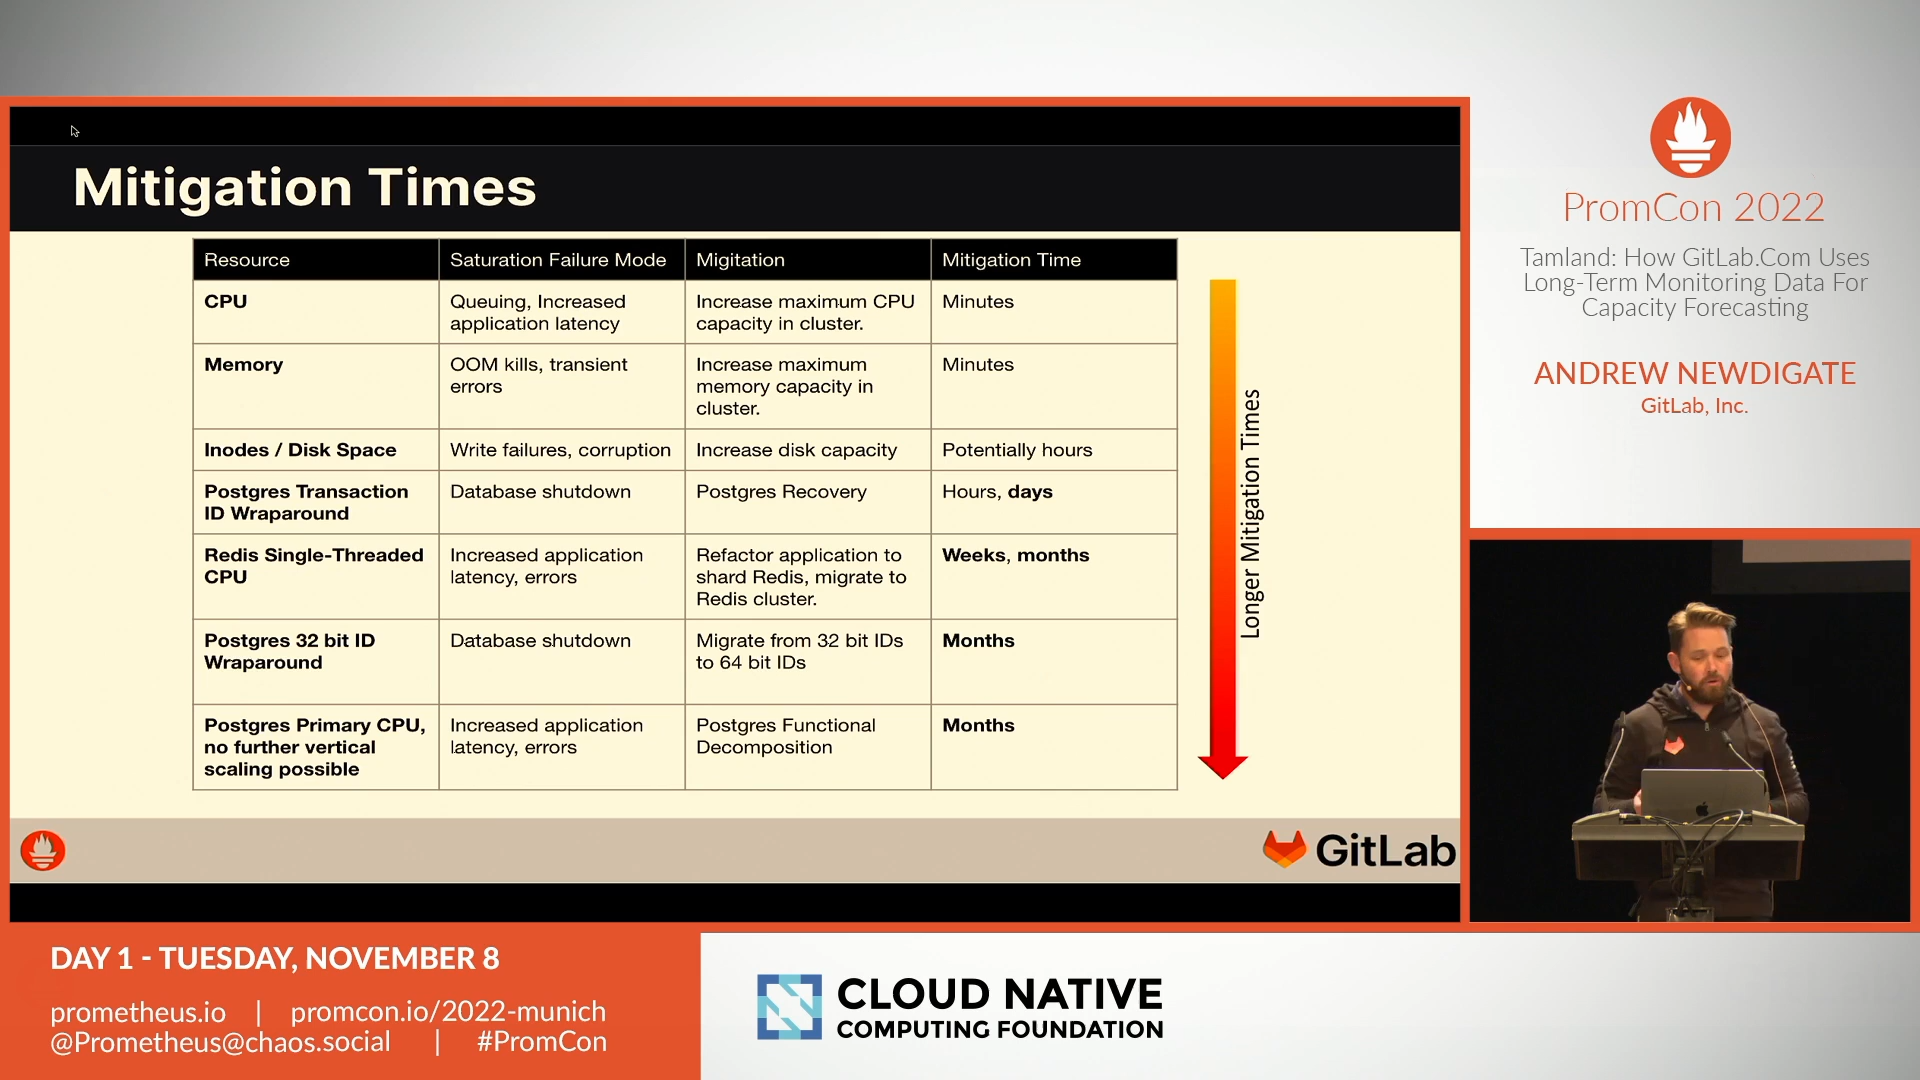 Mitigation Times
Resource
Saturation Failure Mode
Migitation
Mitigation Time
CPU
Queuing, Increased
application latency
Increase maximum CPU
capacity in cluster.
Minutes
Memory
OOM kills, transient
errors
Increase maximum
memory capacity in
cluster.
Minutes
Inodes / Disk Space
Write failures, corruption
Increase disk capacity
Potentially hours
Postgres Transaction
ID Wraparound
Database shutdown
Postgres Recovery
Hours, days
Redis Single-Threaded
CPU
Increased application
latency, errors
Refactor application to
shard Redis, migrate to
Redis cluster.
Weeks, months
Postgres 32 bit ID
Wraparound
Database shutdown
Migrate from 32 bit IDs
to 64 bit IDs
Months
Postgres Primary CPU,
no further vertical
scaling possible
Increased application
latency, errors
Postgres Functional
Decomposition
Months
Longer Mitigation Times
GitLab
PromCon 2022
Tamland: How GitLab.Com Uses
Long-Term Monitoring Data For
Capacity Forecasting
ANDREW NEWDIGATE
GitLab, Inc.
DAY 1 - TUESDAY, NOVEMBER 8
prometheus.io | promcon.io/2022-munich
@Prometheus@chaos.social | #PromCon
CLOUD NATIVE
COMPUTING FOUNDATION